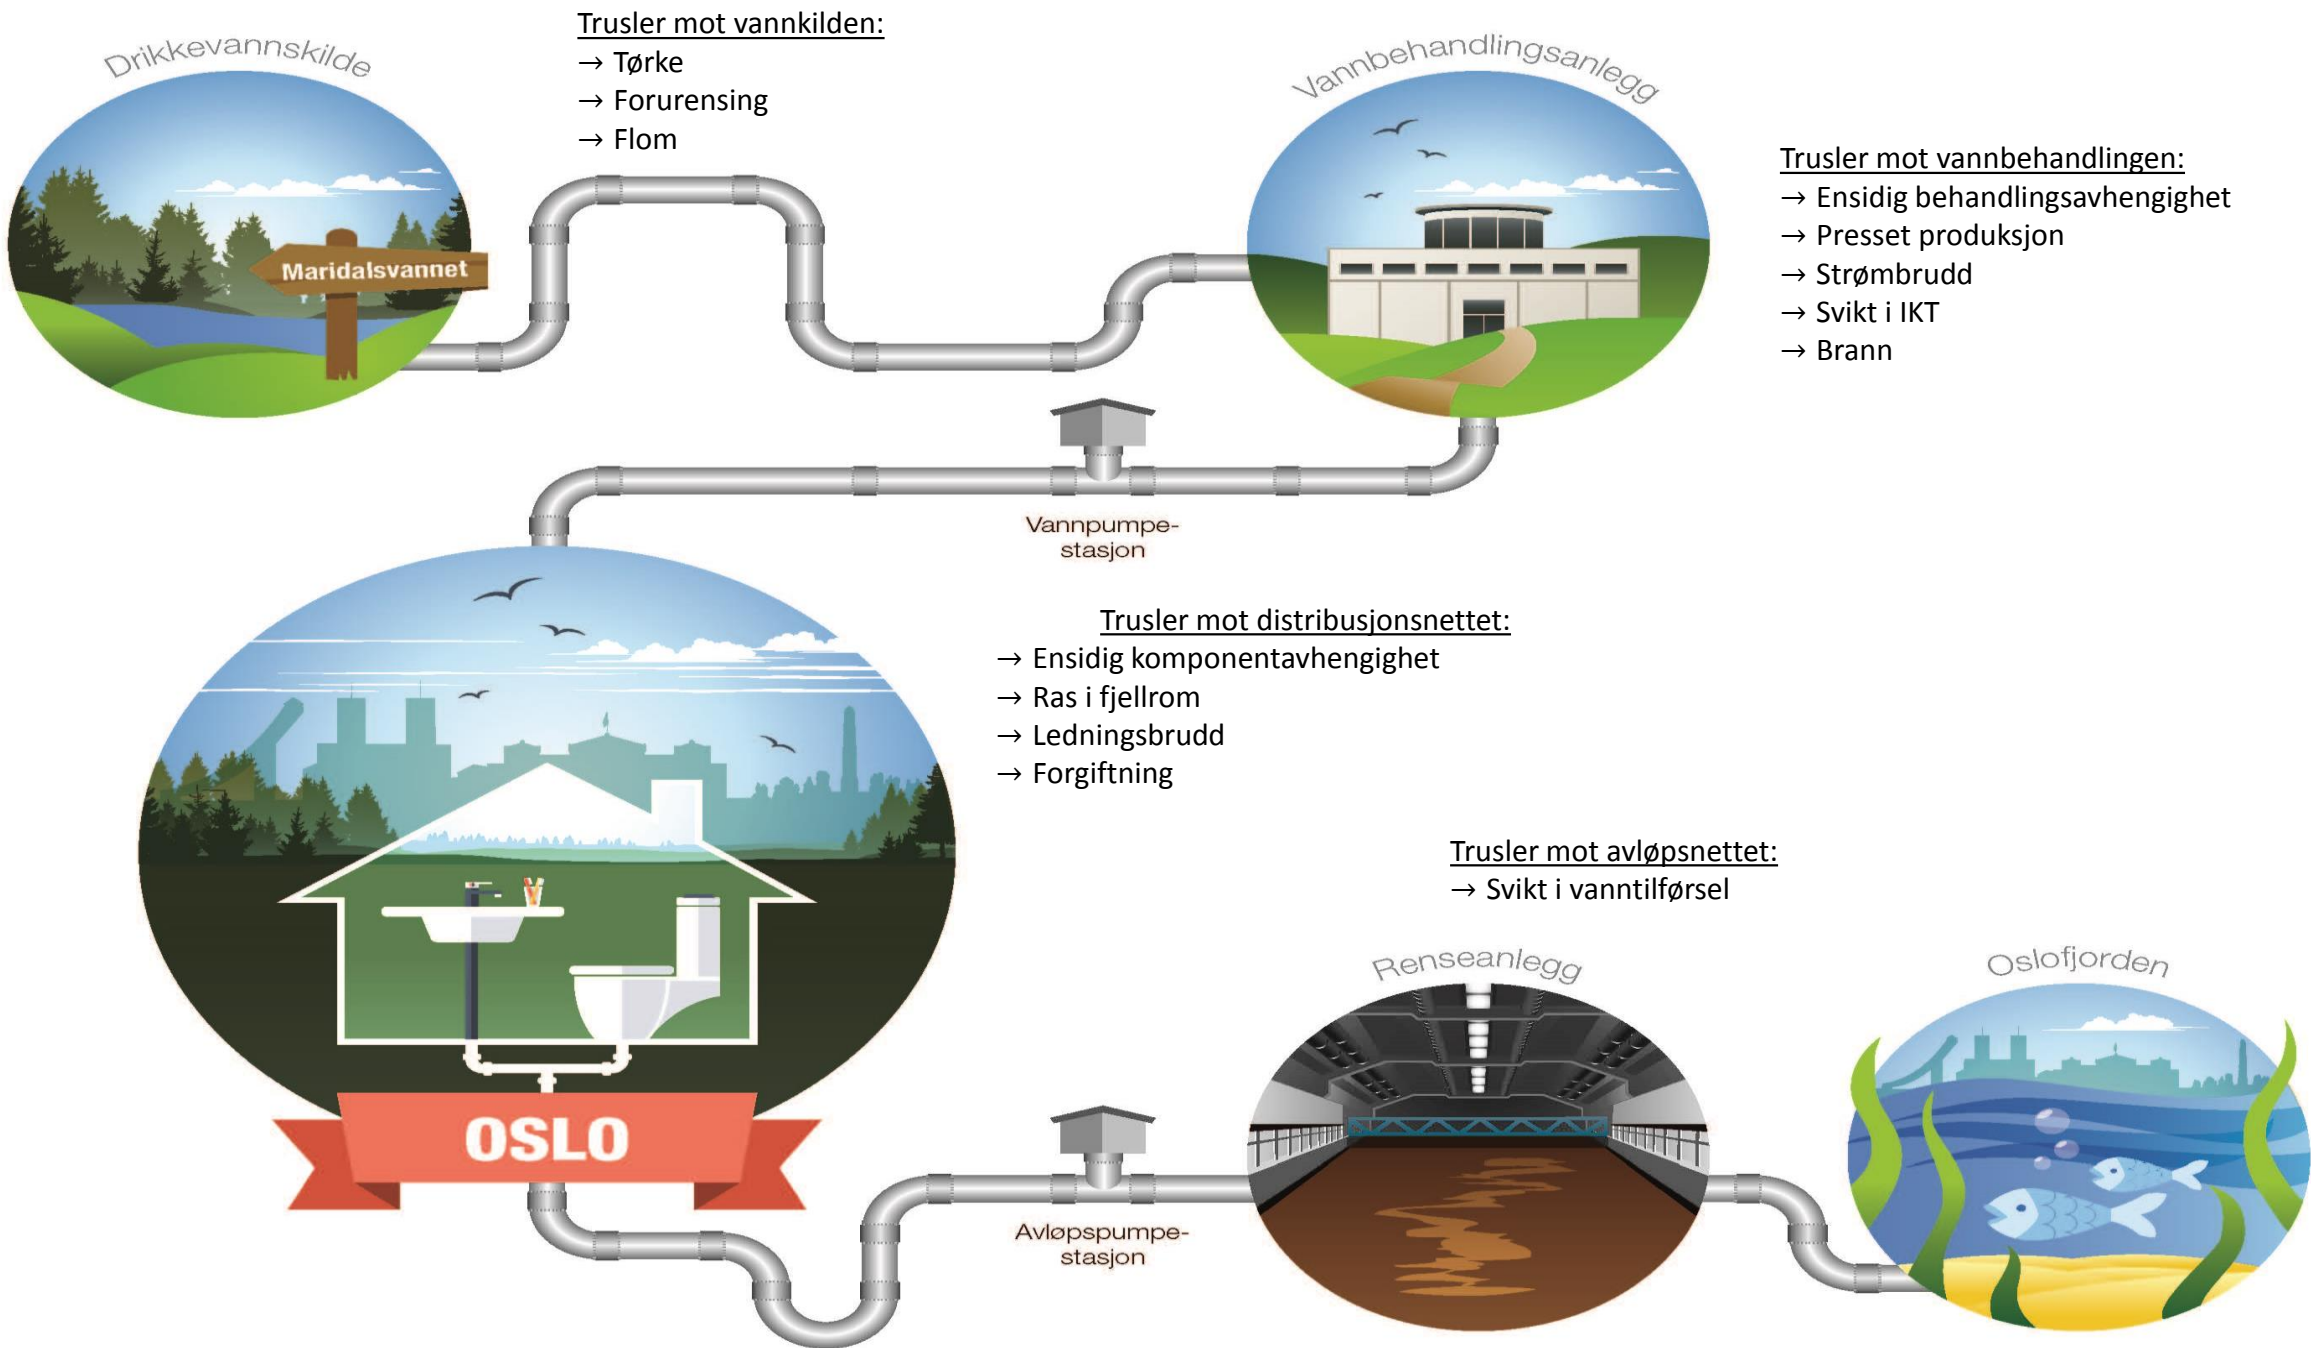 Drikkevannskilde
Trusler mot vannkilden:
→ Tørke
→ Forurensing
→ Flom
Maridalsvannet
Vannbehandlingsanlegg
Trusler mot vannbehandlingen:
→ Ensidig behandlingsavhengighet
→ Presset produksjon
→ Strømbrudd
→ Svikt i IKT
→ Brann
Vannpumpe-
stasjon
Trusler mot distribusjonsnettet:
→ Ensidig komponentavhengighet
→ Ras i fjellrom
→ Ledningsbrudd
→ Forgiftning
Trusler mot avløpsnettet:
→ Svikt i vanntilførsel
OSLO
Avløpspumpe-
stasjon
Renseanlegg
Oslofjorden